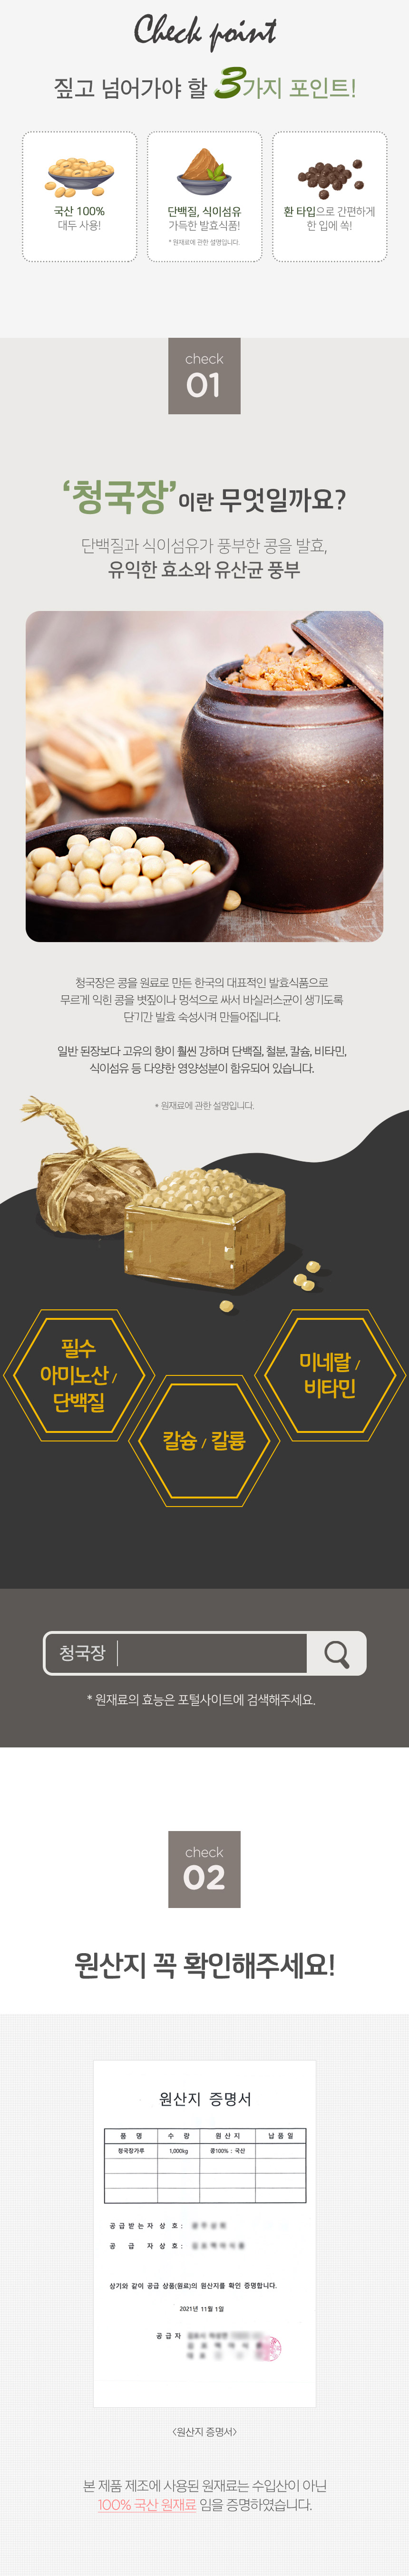 Check point
짚고 넘어가야 할 3가지 포인트!
국산 100%
대두 사용!
단백질, 식이섬유
가득한 발효식품!
* 원재료에 관한 설명입니다.
환 타입으로 간편하게
한 입에 쏙!
check
01
‘청국장’이란 무엇일까요?
단백질과 식이섬유가 풍부한 콩을 발효,
유익한 효소와 유산균 풍부
청국장은 콩을 원료로 만든 한국의 대표적인 발효식품으로
무르게 익힌 콩을 볏짚이나 멍석으로 싸서 바실러스균이 생기도록
단기간 발효 숙성시켜 만들어집니다.
일반 된장보다 고유의 향이 훨씬 강하며 단백질, 철분, 칼슘, 비타민,
식이섬유 등 다양한 영양성분이 함유되어 있습니다.
* 원재료에 관한 설명입니다.
필수
아미노산 /
단백질
칼슘 / 칼륨
미네랄 /
비타민
청국장
* 원재료의 효능은 포털사이트에 검색해주세요.
check
02
원산지 꼭 확인해주세요!
원산지 증명서
품 명 수 량 원 산 지 납 품 일
청국장가루 1,000kg 콩100% : 국산
공 급 받 는 자 상 호 :
공 급 자 상 호 :
상기와 같이 공급 상품(원료)의 원산지를 확인 증명합니다.
2021년 11월 1일
공 급 자
<원산지 증명서>
본 제품 제조에 사용된 원재료는 수입산이 아닌
100% 국산 원재료 임을 증명하였습니다.